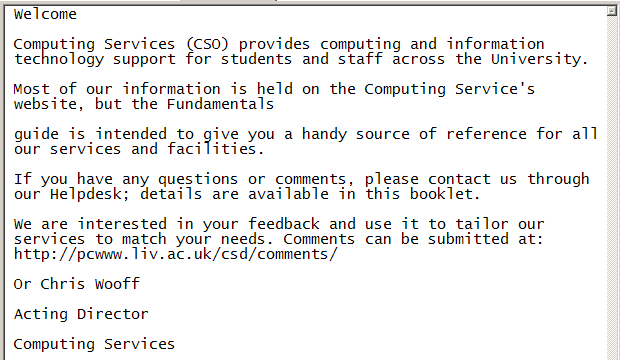 Welcome
Computing Services (CSO) provides computing and information
technology support for students and staff across the University.
Most of our information is held on the Computing Service's
website, but the Fundamentals
guide is intended to give you a handy source of reference for all
our services and facilities.
If you have any questions or comments, please contact us through
our Helpdesk; details are available in this booklet.
We are interested in your feedback and use it to tailor our
services to match your needs. Comments can be submitted at:
http://pcwww.liv.ac.uk/csd/comments/
Or Chris Wooff
Acting Director
Computing Services